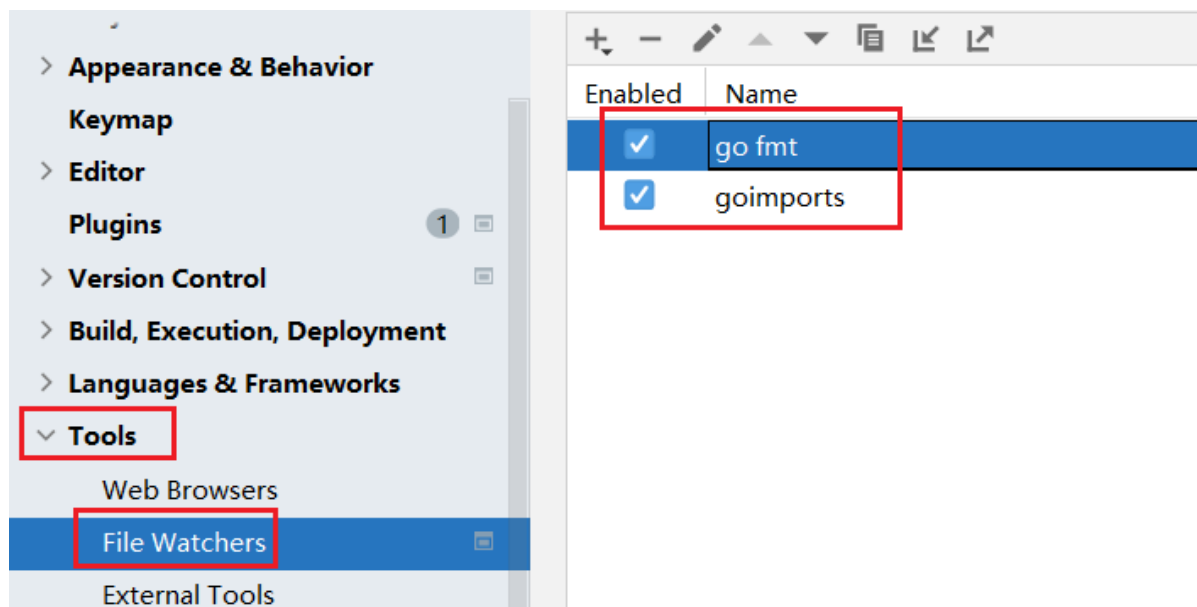 Appearance & Behavior
Keymap
Editor
Plugins 1
Version Control
Build, Execution, Deployment
Languages & Frameworks
Tools
Web Browsers
File Watchers
External Tools
Enabled Name
go fmt
goimports